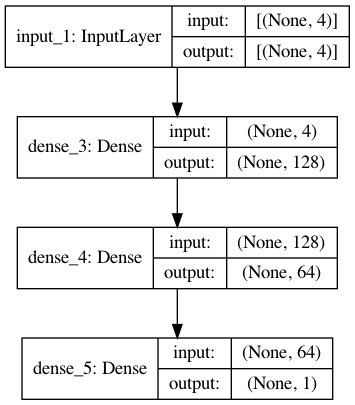 input_1: InputLayer
input: [(None, 4)]
output: [(None, 4)]
dense_3: Dense
input: (None, 4)
output: (None, 128)
dense_4: Dense
input: (None, 128)
output: (None, 64)
dense_5: Dense
input: (None, 64)
output: (None, 1)